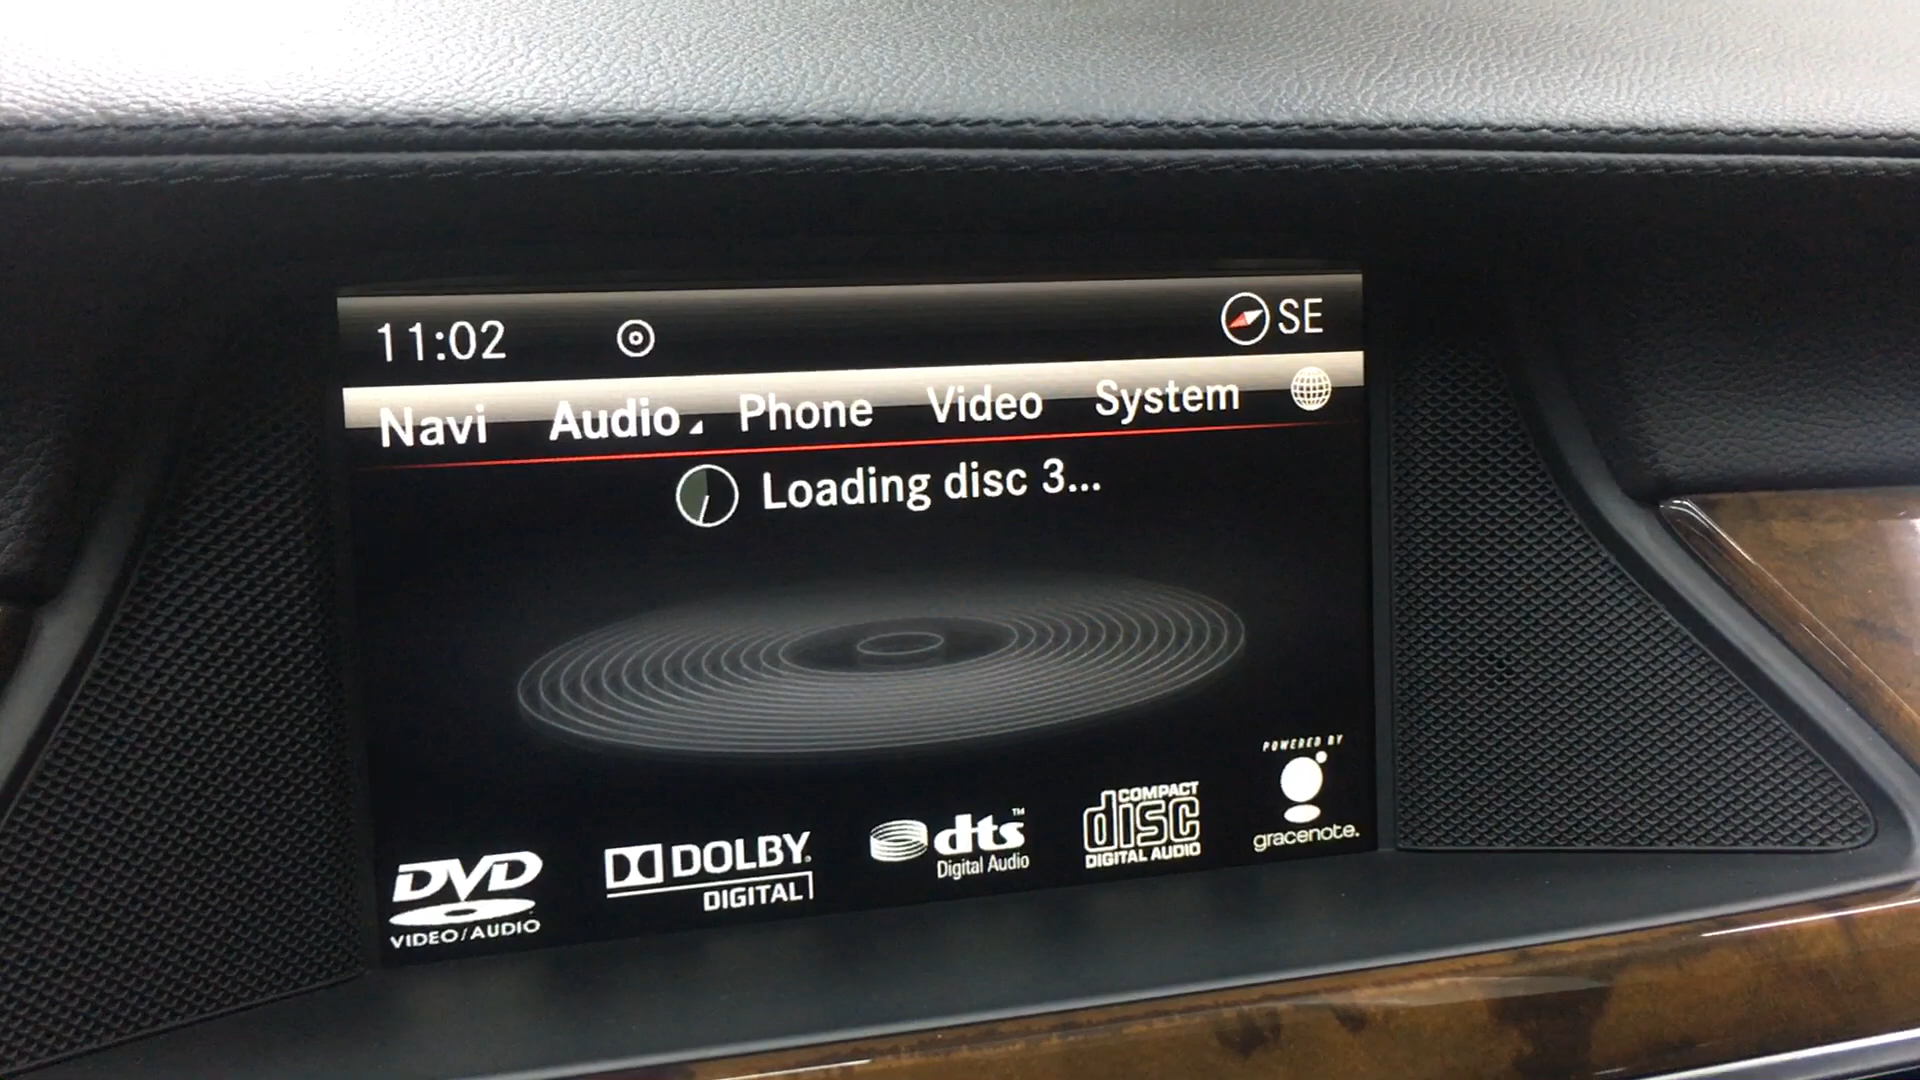 11:02 SE
Navi Audio Phone Video System
Loading disc 3...
DVD
VIDEO/AUDIO
DOLBY
DIGITAL
dts™
Digital Audio
COMPACT
disc
DIGITAL AUDIO
POWERED BY
gracenote.